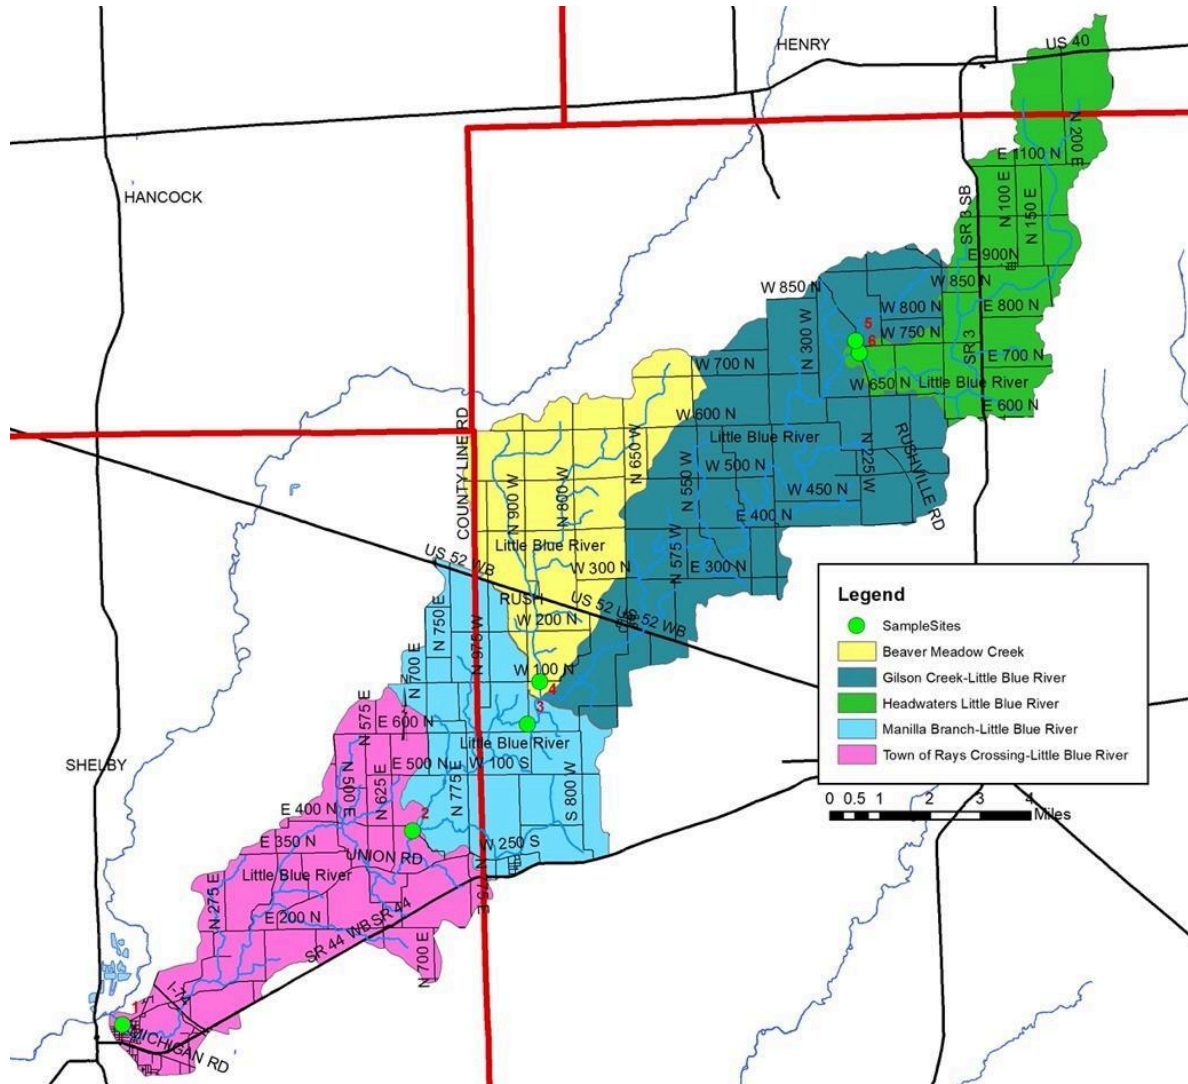 HENRY
US 40
N 200 E
E 1100 N
HANCOCK
SR 3 SB
N 100 E
N 150 E
E 900N
W 850 N
W 850 N
W 800 N
E 800 N
5
W 750 N
6
N 300 W
SR 3
E 700 N
W 700 N
W 650 N
Little Blue River
E 600 N
W 600 N
COUNTY LINE RD
N 650 W
Little Blue River
RUSHVILLE RD
N 225 W
N 900 W
N 800 W
N 550 W
W 500 N
W 450 N
E 400 N
Little Blue River
US 52 WB
W 300 N
N 575 W
E 300 N
RUSH
US 52
US 52 WB
W 200 N
N 750 E
N 975 W
N 700 E
W 100 N
4
3
N 575 E
E 600 N
Little Blue River
SHELBY
E 500 N
W 100 S
N 500 E
N 625 E
N 775 E
S 800 W
E 400 N
2
E 350 N
UNION RD
W 250 S
Little Blue River
N 275 E
N 775 E
E 200 N
SR 44 WB
SR 44
N 700 E
I-74
1
MICHIGAN RD
Legend
SampleSites
Beaver Meadow Creek
Gilson Creek-Little Blue River
Headwaters Little Blue River
Manilla Branch-Little Blue River
Town of Rays Crossing-Little Blue River
0 0.5 1 2 3 4
Miles